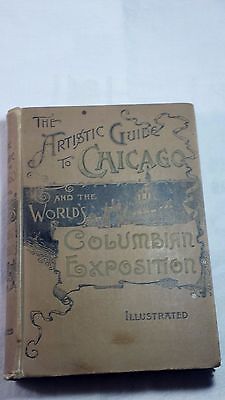 THE
ARTISTIC GUIDE
TO CHICAGO
AND THE
WORLD'S
COLUMBIAN
EXPOSITION
ILLUSTRATED